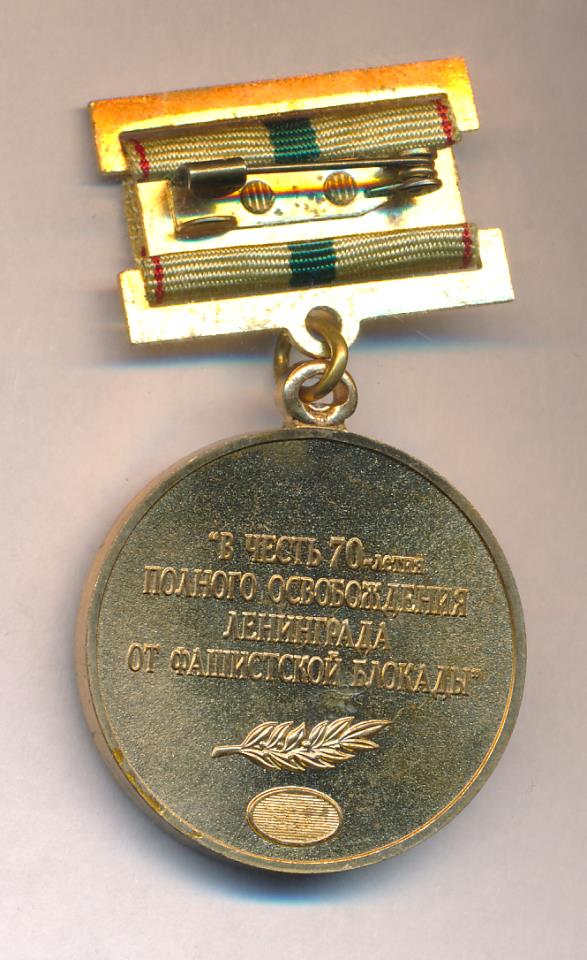 "В ЧЕСТЬ 70-летия
ПОЛНОГО ОСВОБОЖДЕНИЯ
ЛЕНИНГРАДА
ОТ ФАШИСТСКОЙ БЛОКАДЫ"